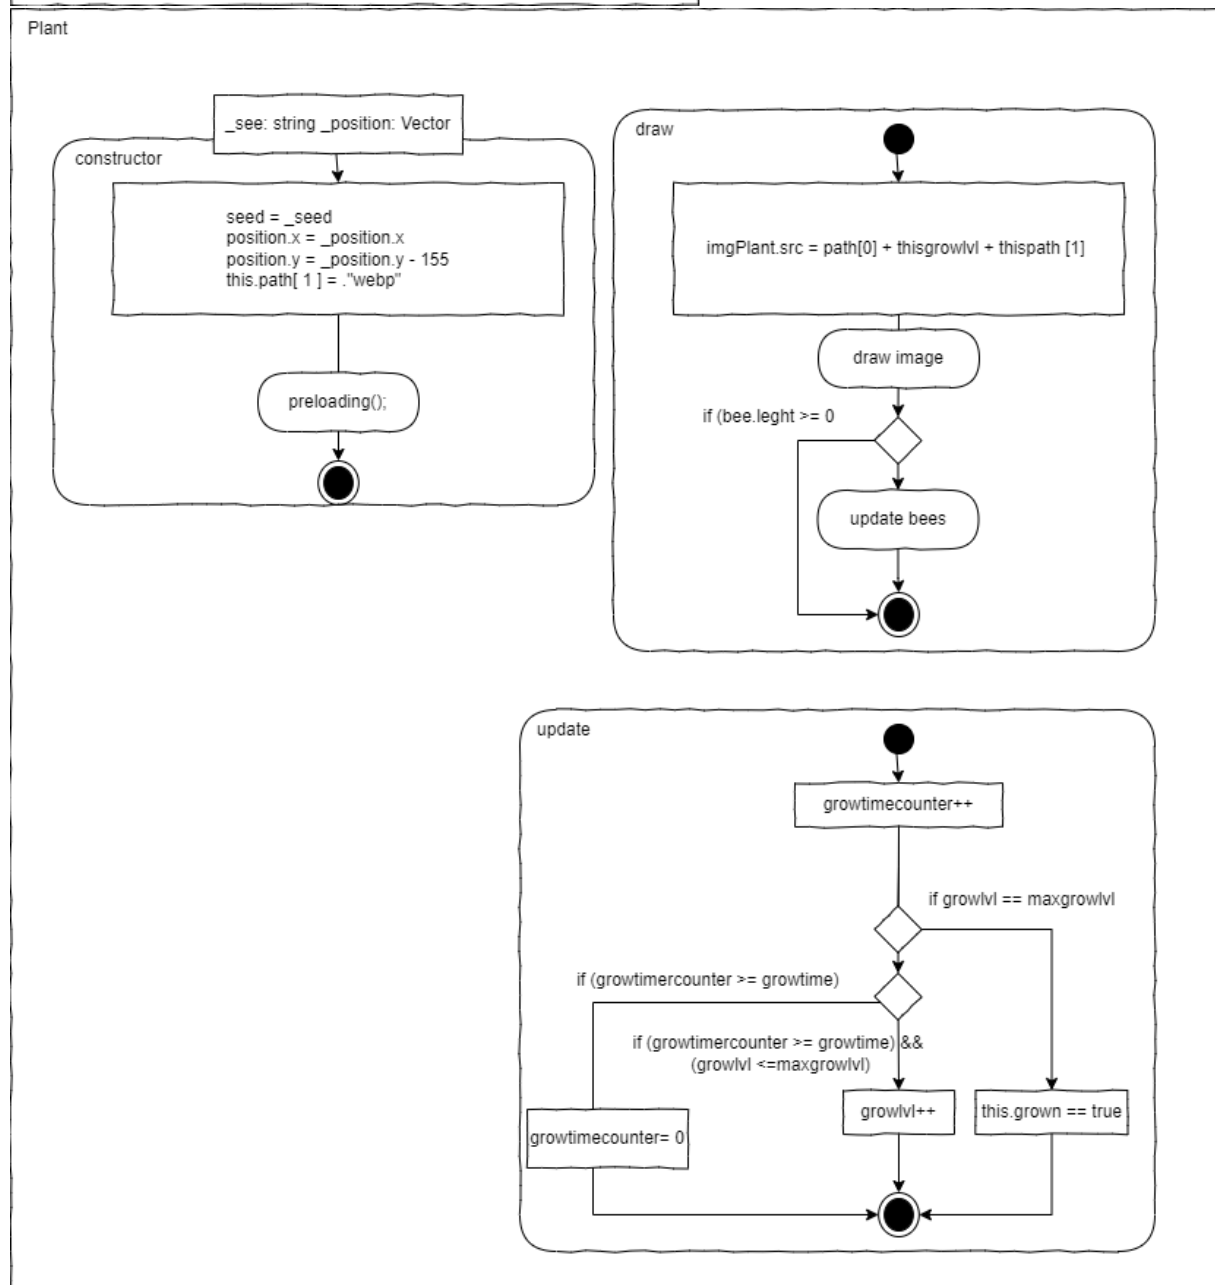 Plant
_see: string _position: Vector
constructor
seed = _seed
position.x = _position.x
position.y = _position.y - 155
this.path[ 1 ] = ."webp"
preloading();
draw
imgPlant.src = path[0] + thisgrowlvl + thispath [1]
draw image
if (bee.leght >= 0
update bees
update
growtimecounter++
if growlvl == maxgrowlvl
if (growtimercounter >= growtime)
if (growtimercounter >= growtime) &&
(growlvl <=maxgrowlvl)
growtimecounter= 0
growlvl++
this.grown == true